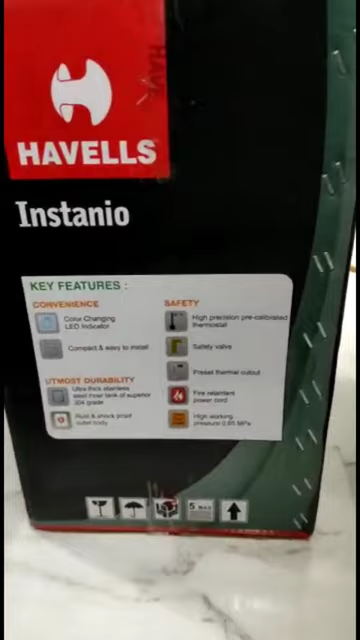 HAVELLS
Instanio
KEY FEATURES :
CONVENIENCE
Color Changing
LED Indicator
Compact & easy to install
UTMOST DURABILITY
Ultra thick stainless
steel inner tank of superior
304 grade
Rust & shock proof
outer body
SAFETY
High precision pre-calibrated
thermostat
Safety valve
Preset thermal cutout
Fire retardant
power cord
High working
pressure 0.65 MPa
5 MAX